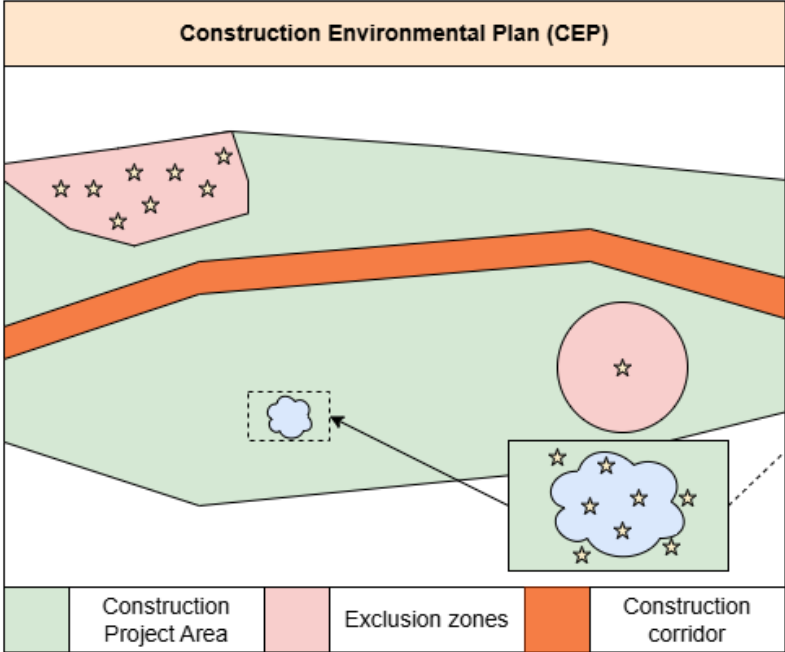 Construction Environmental Plan (CEP)
Construction
Project Area
Exclusion zones
Construction
corridor